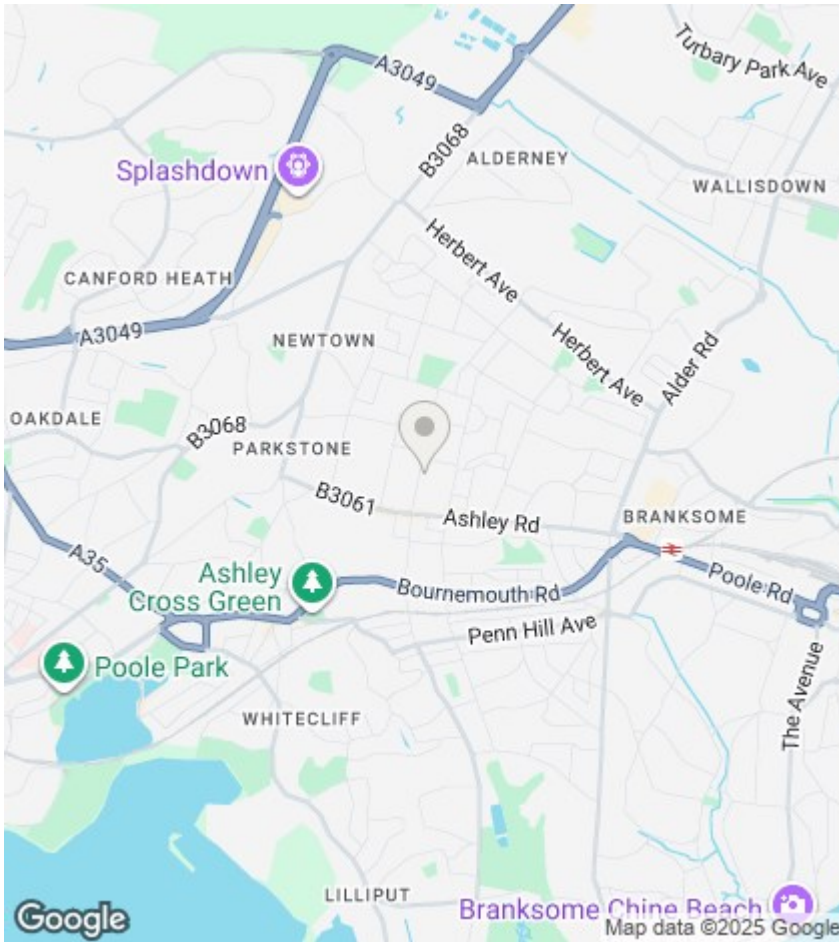 Turbary Park Ave
A3049
B3068
ALDERNEY
Splashdown
WALLISDOWN
Herbert Ave
CANFORD HEATH
A3049
NEWTOWN
Herbert Ave
Alder Rd
OAKDALE
B3068
PARKSTONE
B3061
Ashley Rd
BRANKSOME
A35
Ashley
Cross Green
Bournemouth Rd
Poole Rd
Penn Hill Ave
Poole Park
The Avenue
WHITECLIFF
LILLIPUT
Branksome Chine Beach
Google
Map data ©2025 Google